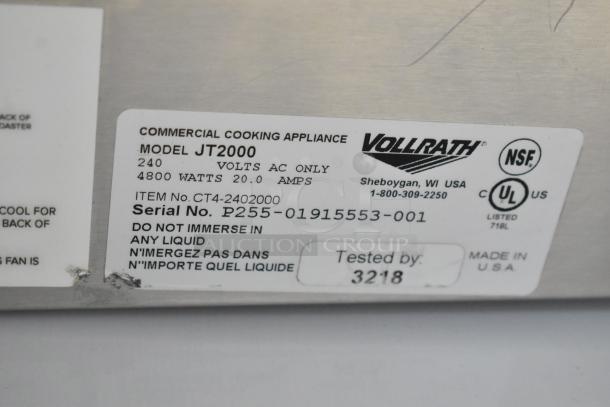 ACK OF
OASTER
COOL FOR
BACK OF
G FAN IS
COMMERCIAL COOKING APPLIANCE
MODEL JT2000
240 VOLTS AC ONLY
4800 WATTS 20.0 AMPS
ITEM No. CT4-2402000
Serial No. P255-01915553-001
DO NOT IMMERSE IN
ANY LIQUID
N'IMERGEZ PAS DANS
N"IMPORTE QUEL LIQUIDE
VOLLRATH
Sheboygan, WI USA
1-800-309-2250
NSF
C UL US
LISTED
718L
Tested by:
3218
MADE IN
U.S.A.
AUCTION GROUP